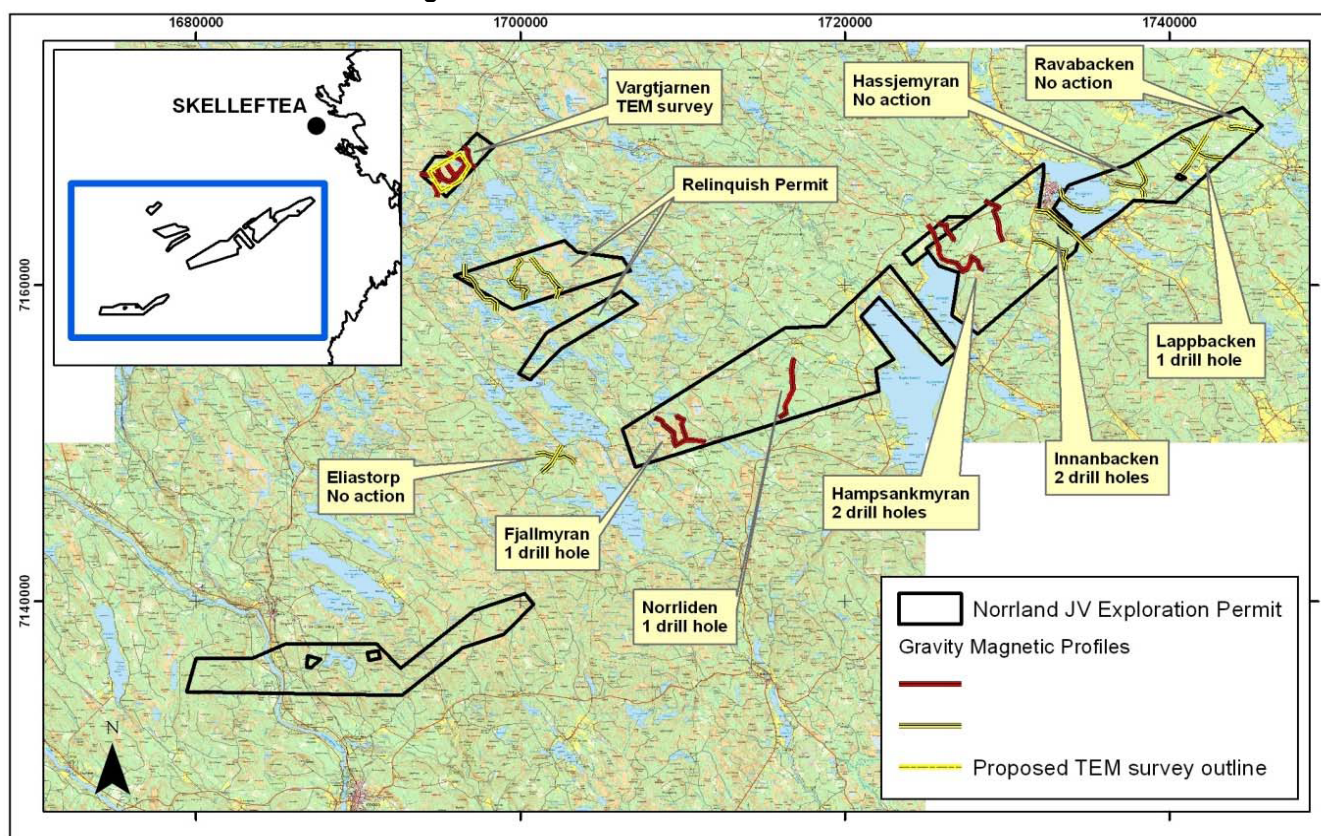 1680000
1700000
1720000
1740000
SKELLEFTEA
Vargtjarnen
TEM survey
Hassjemyran
No action
Ravabacken
No action
Relinquish Permit
7160000
Lappbacken
1 drill hole
Eliastorp
No action
Innanbacken
2 drill holes
Hampsankmyran
2 drill holes
Fjallmyran
1 drill hole
Norrliden
1 drill hole
7140000
Norrland JV Exploration Permit
Gravity Magnetic Profiles
Proposed TEM survey outline
N